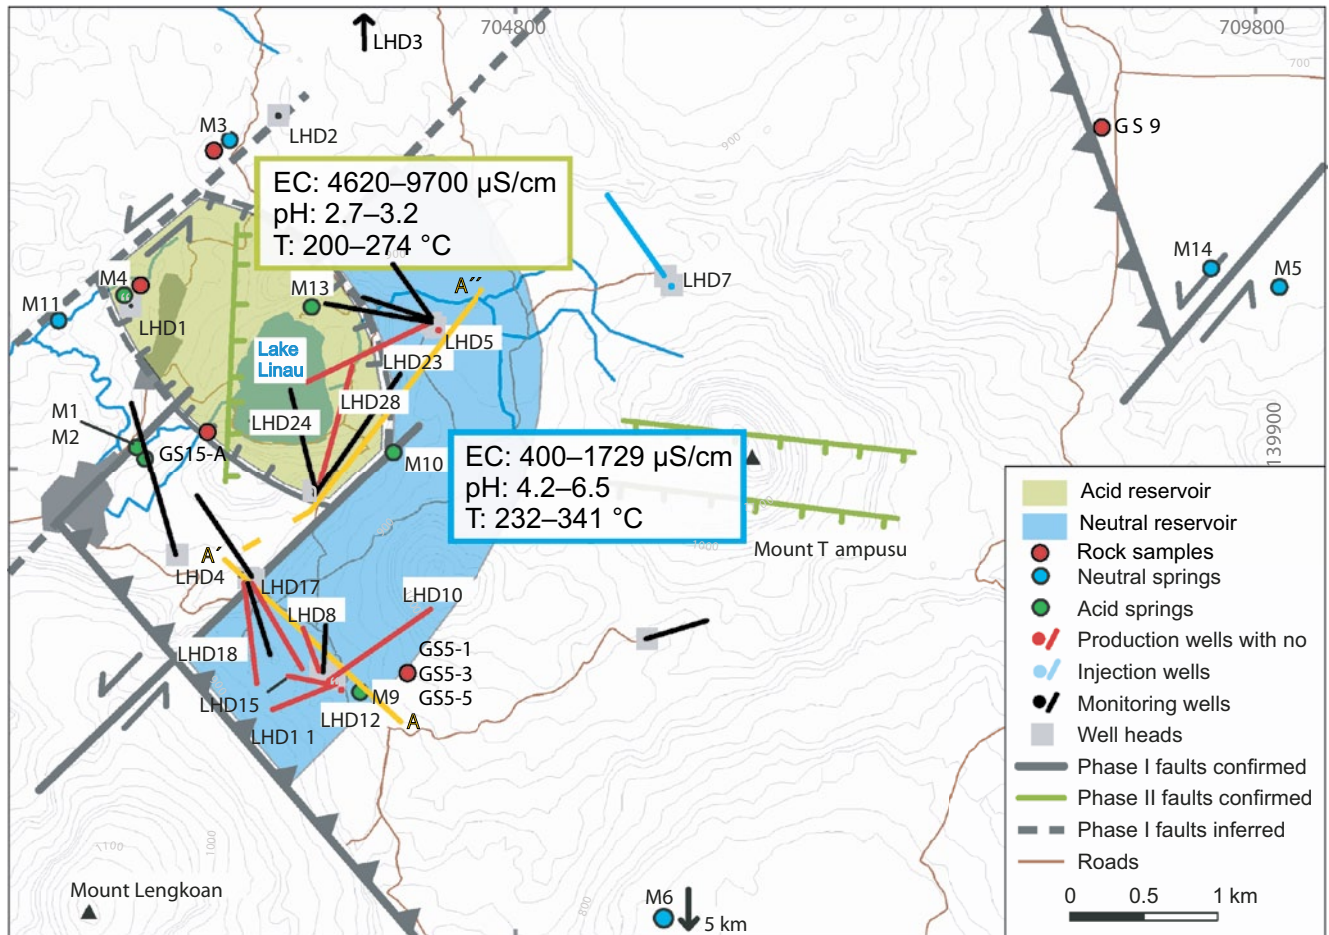 704800
709800
LHD3
700
M3
LHD2
G S 9
900
EC: 4620–9700 µS/cm
pH: 2.7–3.2
T: 200–274 °C
M14
M5
M4
M13
A˝
LHD7
M11
LHD1
LHD5
Lake
Linau
LHD23
LHD28
M1
LHD24
M2
GS15-A
M10
139900
EC: 400–1729 µS/cm
pH: 4.2–6.5
T: 232–341 °C
1000
Mount T ampusu
A´
LHD4
LHD17
LHD10
LHD8
LHD18
GS5-1
GS5-3
GS5-5
LHD15
M9
LHD12
A
LHD1 1
1100
1000
800
Mount Lengkoan
M6
5 km
Acid reservoir
Neutral reservoir
Rock samples
Neutral springs
Acid springs
Production wells with no
Injection wells
Monitoring wells
Well heads
Phase I faults confirmed
Phase II faults confirmed
Phase I faults inferred
Roads
0 0.5 1 km